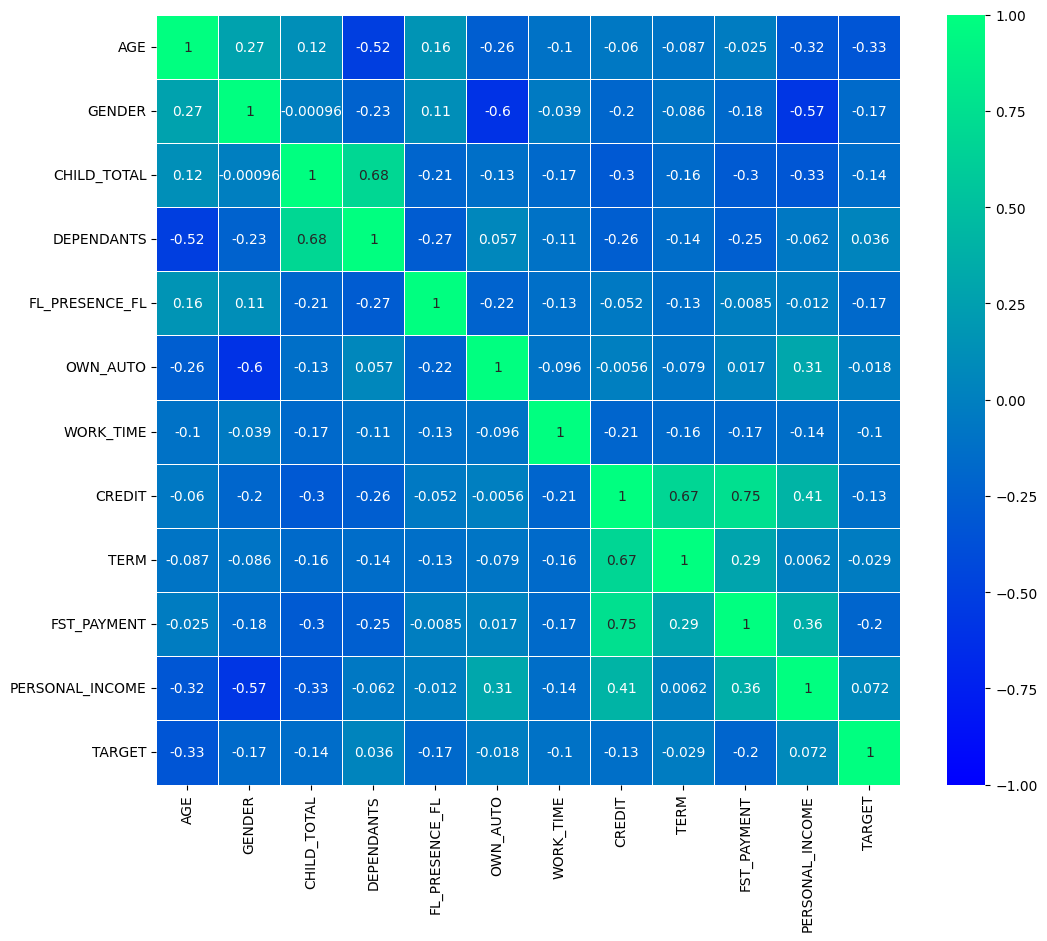 AGE 1 0.27 0.12 -0.52 0.16 -0.26 -0.1 -0.06 -0.087 -0.025 -0.32 -0.33
GENDER 0.27 1 -0.00096 -0.23 0.11 -0.6 -0.039 -0.2 -0.086 -0.18 -0.57 -0.17
CHILD_TOTAL 0.12 -0.00096 1 0.68 -0.21 -0.13 -0.17 -0.3 -0.16 -0.3 -0.33 -0.14
DEPENDANTS -0.52 -0.23 0.68 1 -0.27 0.057 -0.11 -0.26 -0.14 -0.25 -0.062 0.036
FL_PRESENCE_FL 0.16 0.11 -0.21 -0.27 1 -0.22 -0.13 -0.052 -0.13 -0.0085 -0.012 -0.17
OWN_AUTO -0.26 -0.6 -0.13 0.057 -0.22 1 -0.096 -0.0056 -0.079 0.017 0.31 -0.018
WORK_TIME -0.1 -0.039 -0.17 -0.11 -0.13 -0.096 1 -0.21 -0.16 -0.17 -0.14 -0.1
CREDIT -0.06 -0.2 -0.3 -0.26 -0.052 -0.0056 -0.21 1 0.67 0.75 0.41 -0.13
TERM -0.087 -0.086 -0.16 -0.14 -0.13 -0.079 -0.16 0.67 1 0.29 0.0062 -0.029
FST_PAYMENT -0.025 -0.18 -0.3 -0.25 -0.0085 0.017 -0.17 0.75 0.29 1 0.36 -0.2
PERSONAL_INCOME -0.32 -0.57 -0.33 -0.062 -0.012 0.31 -0.14 0.41 0.0062 0.36 1 0.072
TARGET -0.33 -0.17 -0.14 0.036 -0.17 -0.018 -0.1 -0.13 -0.029 -0.2 0.072 1
AGE
GENDER
CHILD_TOTAL
DEPENDANTS
FL_PRESENCE_FL
OWN_AUTO
WORK_TIME
CREDIT
TERM
FST_PAYMENT
PERSONAL_INCOME
TARGET
1.00
0.75
0.50
0.25
0.00
−0.25
−0.50
−0.75
−1.00